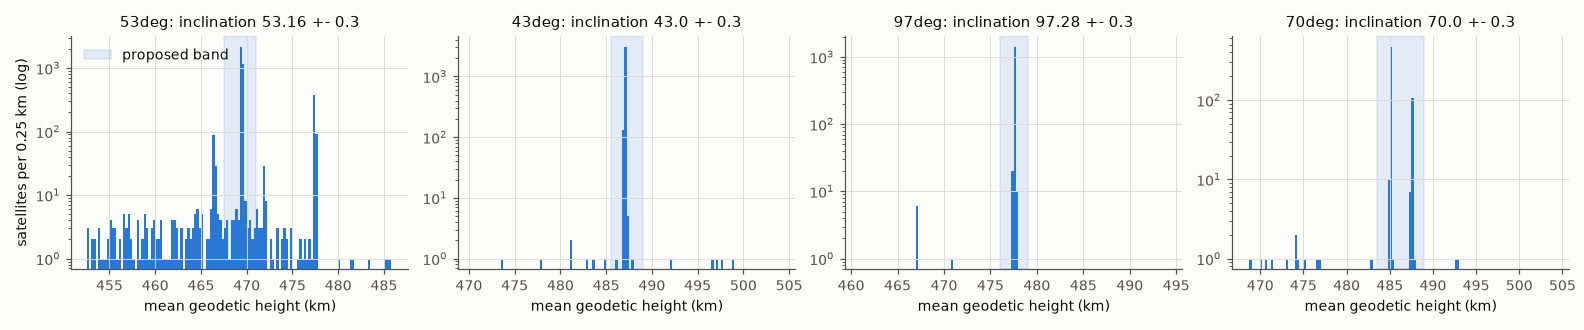 53deg: inclination 53.16 +- 0.3
43deg: inclination 43.0 +- 0.3
97deg: inclination 97.28 +- 0.3
70deg: inclination 70.0 +- 0.3
satellites per 0.25 km (log)
proposed band
10³
10²
10¹
10⁰
10³
10²
10¹
10⁰
10³
10²
10¹
10⁰
10²
10¹
10⁰
455 460 465 470 475 480 485
470 475 480 485 490 495 500 505
460 465 470 475 480 485 490 495
470 475 480 485 490 495 500 505
mean geodetic height (km)
mean geodetic height (km)
mean geodetic height (km)
mean geodetic height (km)